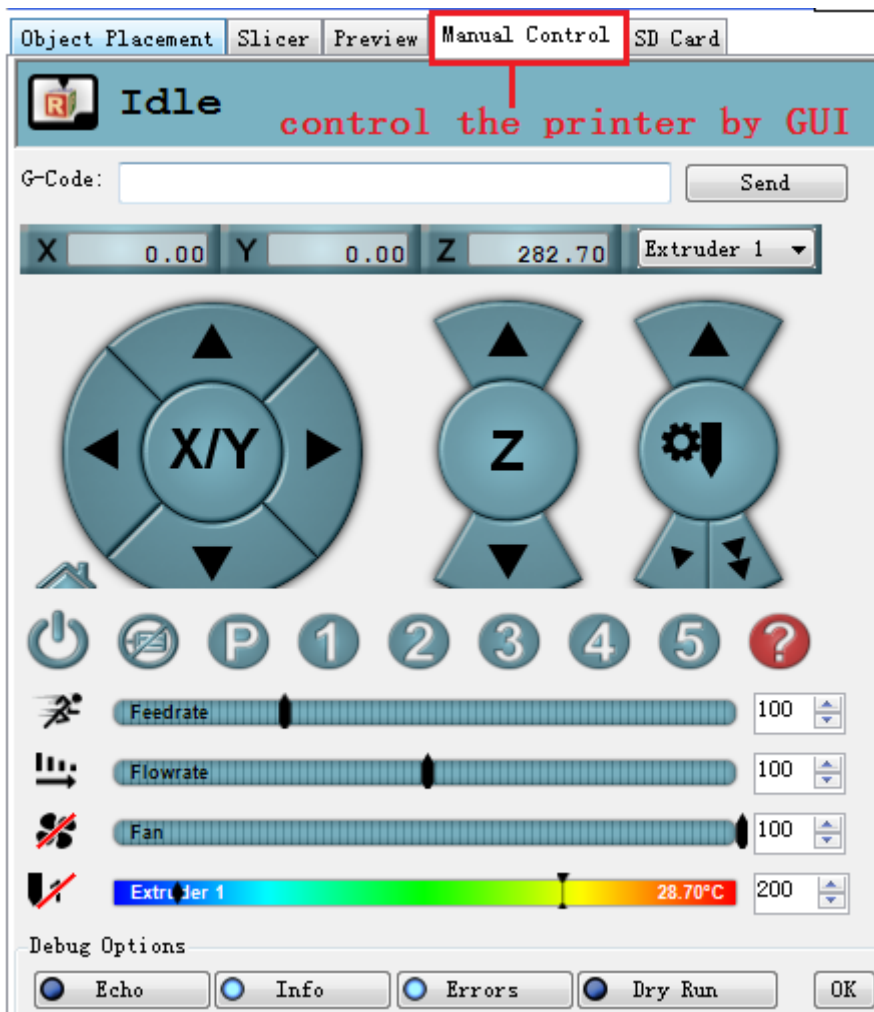 Object Placement Slicer Preview Manual Control SD Card
R Idle
control the printer by GUI
G-Code: Send
X 0.00 Y 0.00 Z 282.70 Extruder 1
X/Y Z
P 1 2 3 4 5 ?
Feedrate 100
Flowrate 100
Fan 100
1 Extruder 1 28.70°C 200
Debug Options
Echo Info Errors Dry Run OK